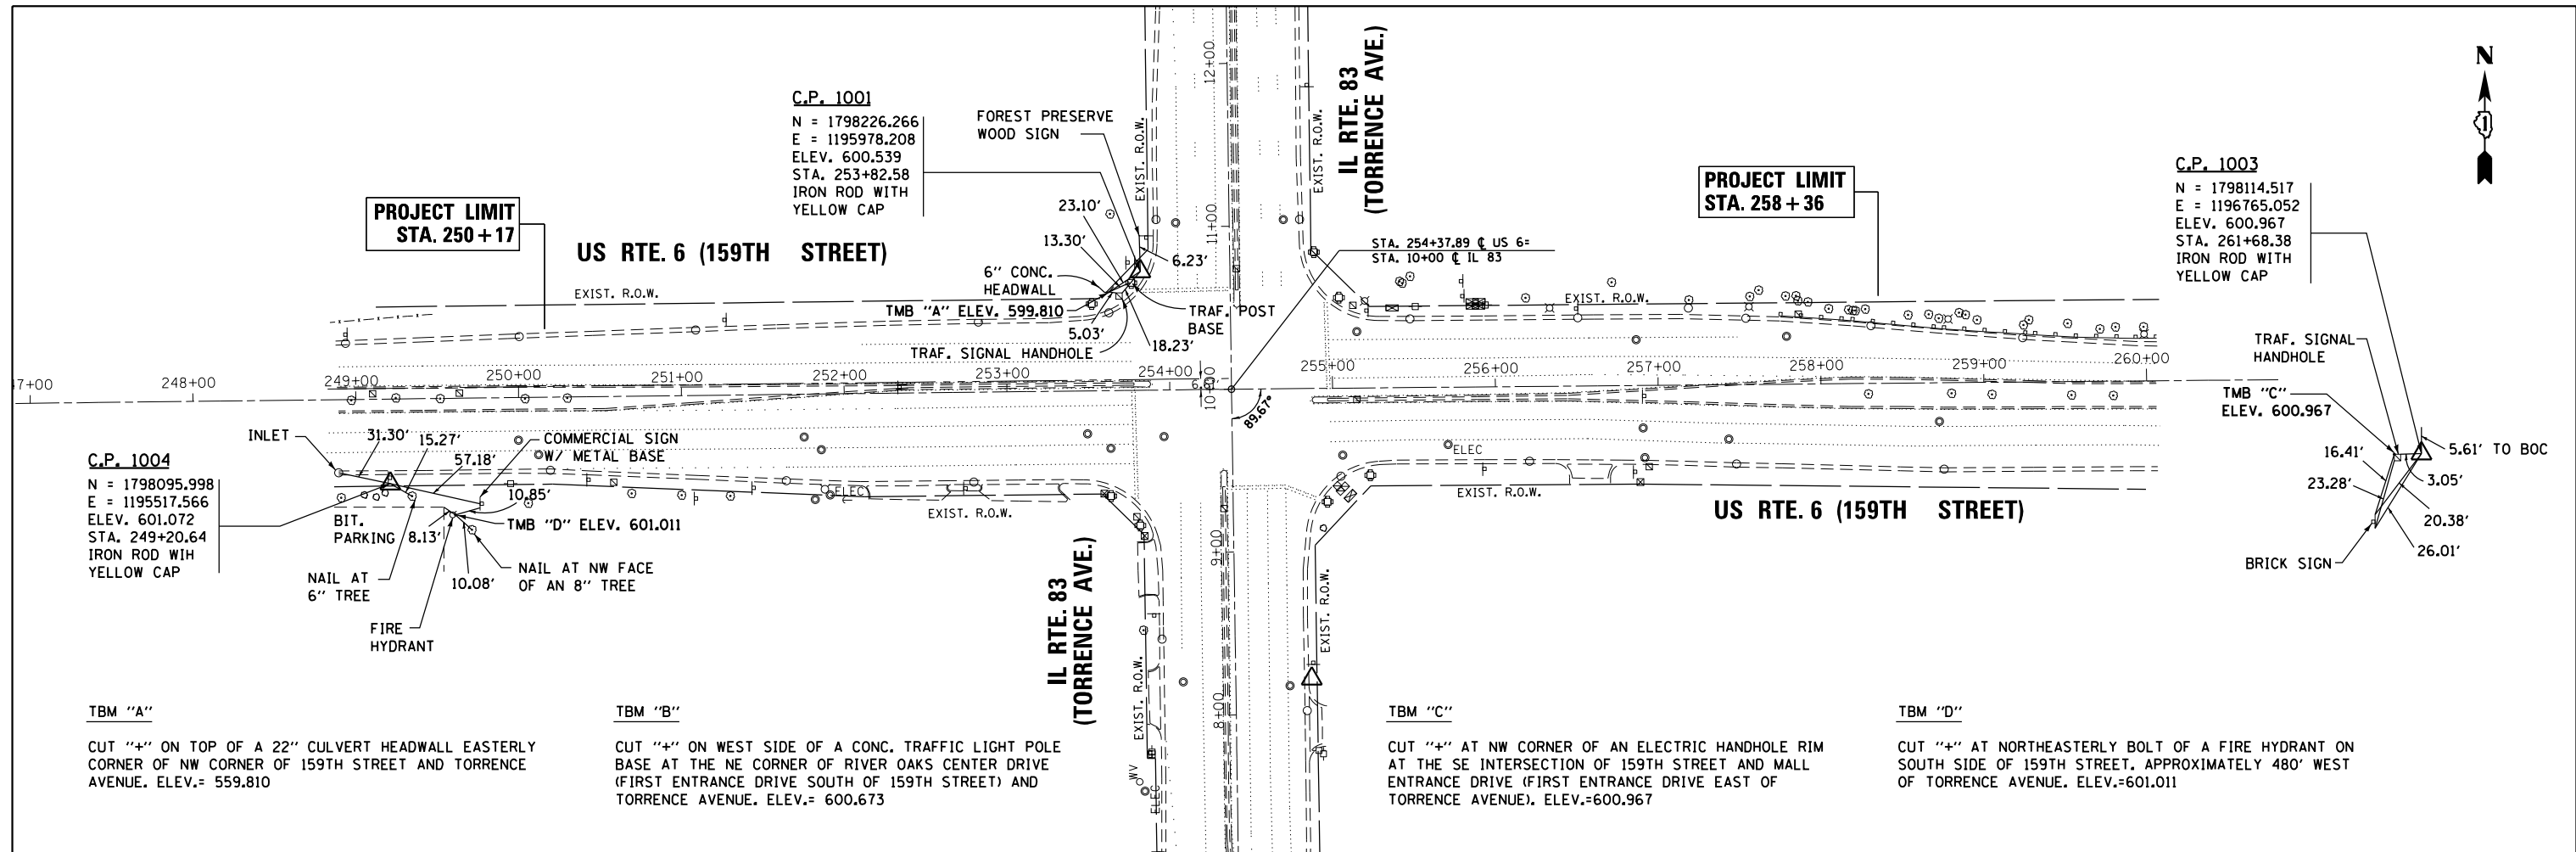 N
C.P. 1001
N = 1798226.266
E = 1195978.208
ELEV. 600.539
STA. 253+82.58
IRON ROD WITH
YELLOW CAP
FOREST PRESERVE
WOOD SIGN
EXIST. R.O.W.
12+00
11+00
EXIST. R.O.W.
IL RTE. 83
(TORRENCE AVE.)
PROJECT LIMIT
STA. 258+36
C.P. 1003
N = 1798114.517
E = 1196765.052
ELEV. 600.967
STA. 261+68.38
IRON ROD WITH
YELLOW CAP
PROJECT LIMIT
STA. 250+17
US RTE. 6 (159TH STREET)
23.10'
13.30'
6.23'
6" CONC.
HEADWALL
TMB "A" ELEV. 599.810
5.03'
TRAF. SIGNAL HANDHOLE
18.23'
TRAF. POST
BASE
STA. 254+37.89 ℄ US 6=
STA. 10+00 ℄ IL 83
EXIST. R.O.W.
EXIST. R.O.W.
TRAF. SIGNAL
HANDHOLE
TMB "C"
ELEV. 600.967
47+00
248+00
249+00
250+00
251+00
252+00
253+00
254+00
255+00
256+00
257+00
258+00
259+00
260+00
10+00
89.67°
INLET
31.30'
15.27'
57.18'
COMMERCIAL SIGN
W/ METAL BASE
10.85'
TMB "D" ELEV. 601.011
C.P. 1004
N = 1798095.998
E = 1195517.566
ELEV. 601.072
STA. 249+20.64
IRON ROD WIH
YELLOW CAP
BIT.
PARKING
8.13'
10.08'
NAIL AT
6" TREE
NAIL AT NW FACE
OF AN 8" TREE
FIRE
HYDRANT
ELEC
EXIST. R.O.W.
ELEC
EXIST. R.O.W.
US RTE. 6 (159TH STREET)
16.41'
23.28'
5.61' TO BOC
3.05'
20.38'
26.01'
BRICK SIGN
9+00
8+00
IL RTE. 83
(TORRENCE AVE.)
EXIST. R.O.W.
EXIST. R.O.W.
WV
ELEC
TBM "A"
CUT "+" ON TOP OF A 22" CULVERT HEADWALL EASTERLY
CORNER OF NW CORNER OF 159TH STREET AND TORRENCE
AVENUE. ELEV.= 559.810
TBM "B"
CUT "+" ON WEST SIDE OF A CONC. TRAFFIC LIGHT POLE
BASE AT THE NE CORNER OF RIVER OAKS CENTER DRIVE
(FIRST ENTRANCE DRIVE SOUTH OF 159TH STREET) AND
TORRENCE AVENUE. ELEV.= 600.673
TBM "C"
CUT "+" AT NW CORNER OF AN ELECTRIC HANDHOLE RIM
AT THE SE INTERSECTION OF 159TH STREET AND MALL
ENTRANCE DRIVE (FIRST ENTRANCE DRIVE EAST OF
TORRENCE AVENUE). ELEV.=600.967
TBM "D"
CUT "+" AT NORTHEASTERLY BOLT OF A FIRE HYDRANT ON
SOUTH SIDE OF 159TH STREET. APPROXIMATELY 480' WEST
OF TORRENCE AVENUE. ELEV.=601.011